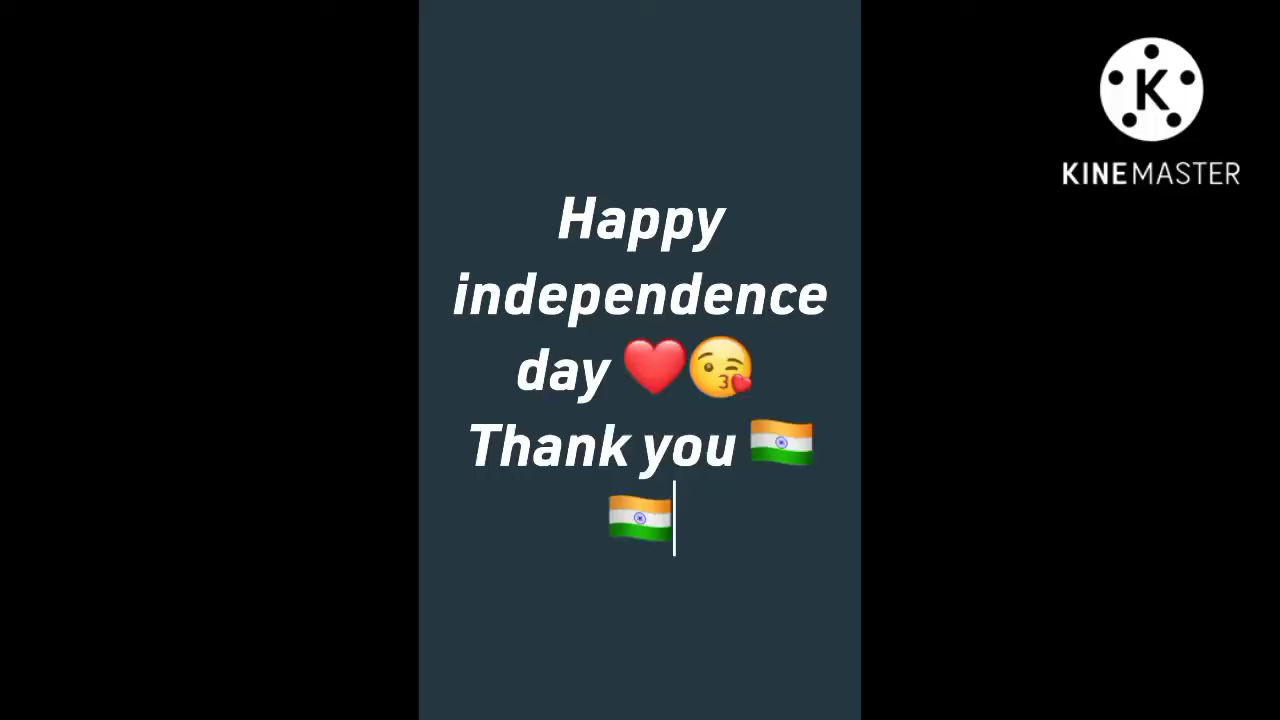 Happy
independence
day ❤️😘
Thank you 🇮🇳
🇮🇳
K
KINEMASTER